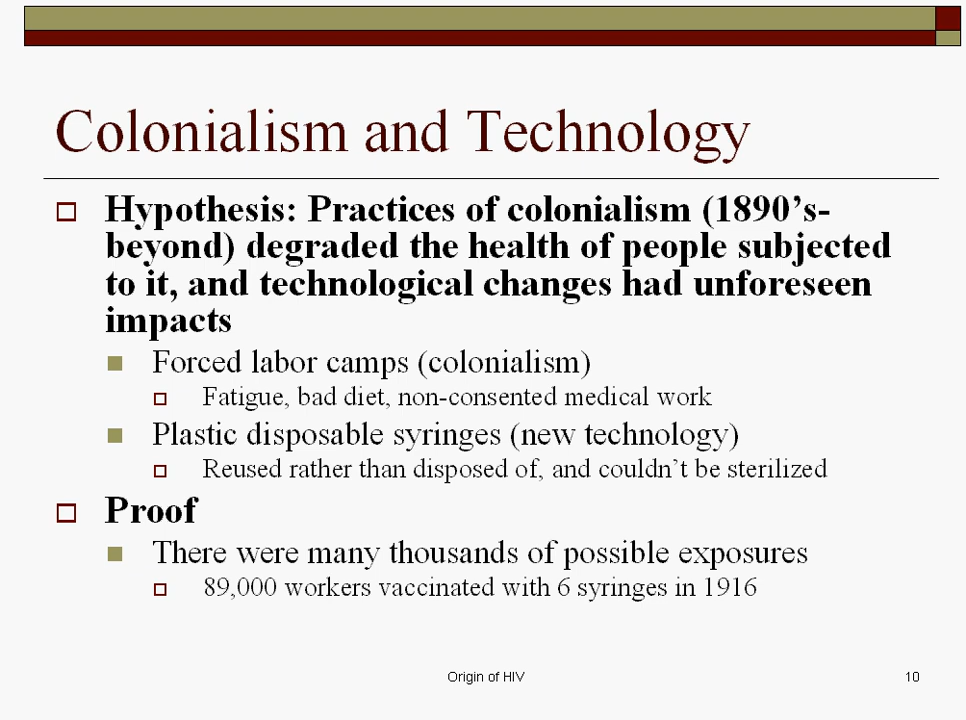 Colonialism and Technology
Hypothesis: Practices of colonialism (1890’s-
beyond) degraded the health of people subjected
to it, and technological changes had unforeseen
impacts
Forced labor camps (colonialism)
Fatigue, bad diet, non-consented medical work
Plastic disposable syringes (new technology)
Reused rather than disposed of, and couldn’t be sterilized
Proof
There were many thousands of possible exposures
89,000 workers vaccinated with 6 syringes in 1916
Origin of HIV
10